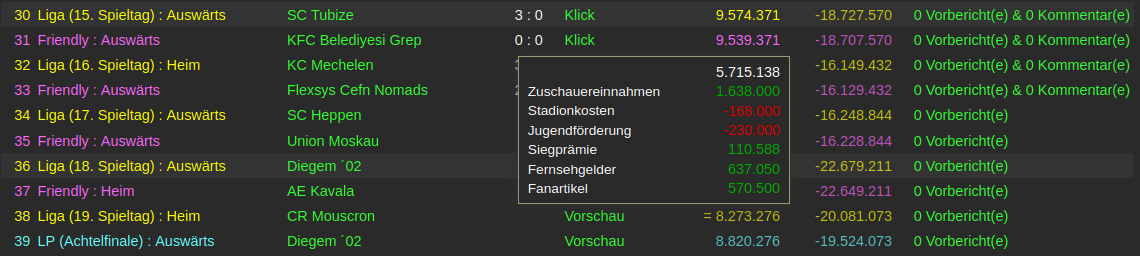 30 Liga (15. Spieltag) : Auswärts SC Tubize 3 : 0 Klick 9.574.371 -18.727.570 0 Vorbericht(e) & 0 Kommentar(e)
31 Friendly : Auswärts KFC Belediyesi Grep 0 : 0 Klick 9.539.371 -18.707.570 0 Vorbericht(e) & 0 Kommentar(e)
32 Liga (16. Spieltag) : Heim KC Mechelen -16.149.432 0 Vorbericht(e) & 0 Kommentar(e)
5.715.138
33 Friendly : Auswärts Flexsys Cefn Nomads -16.129.432 0 Vorbericht(e) & 0 Kommentar(e)
Zuschauereinnahmen 1.638.000
34 Liga (17. Spieltag) : Auswärts SC Heppen -16.248.844 0 Vorbericht(e)
Stadionkosten -168.000
Jugendförderung -230.000
35 Friendly : Auswärts Union Moskau -16.228.844 0 Vorbericht(e)
Siegprämie 110.588
36 Liga (18. Spieltag) : Auswärts Diegem ´02 -22.679.211 0 Vorbericht(e)
Fernsehgelder 637.050
37 Friendly : Heim AE Kavala -22.649.211 0 Vorbericht(e)
Fanartikel 570.500
38 Liga (19. Spieltag) : Heim CR Mouscron Vorschau = 8.273.276 -20.081.073 0 Vorbericht(e)
39 LP (Achtelfinale) : Auswärts Diegem ´02 Vorschau 8.820.276 -19.524.073 0 Vorbericht(e)